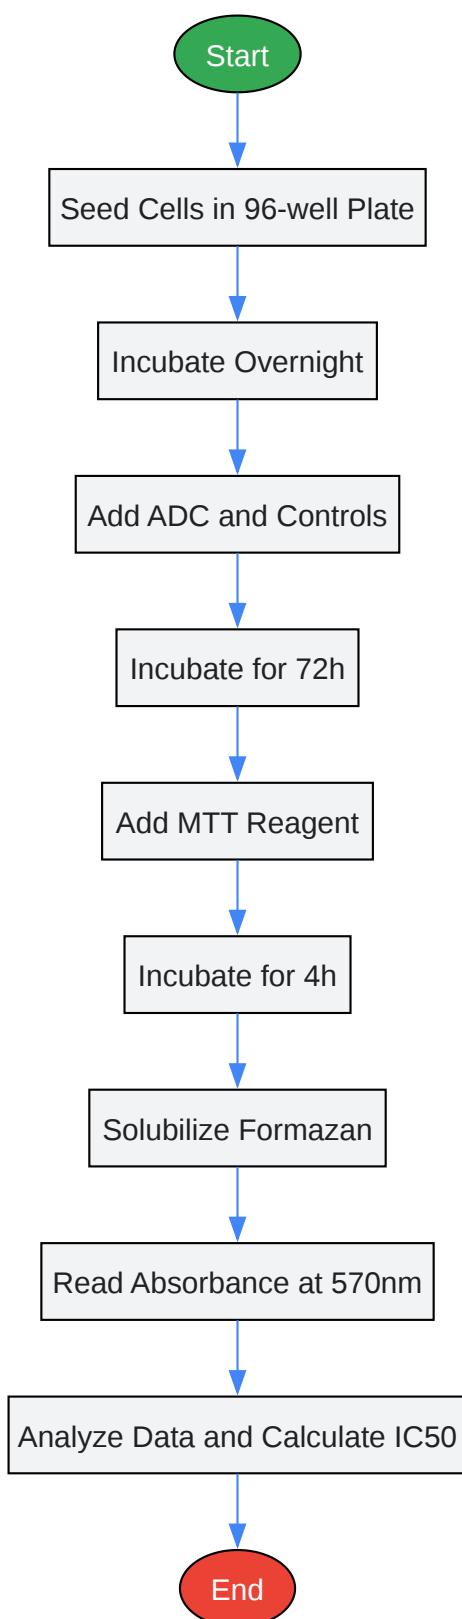 Start
Seed Cells in 96-well Plate
Incubate Overnight
Add ADC and Controls
Incubate for 72h
Add MTT Reagent
Incubate for 4h
Solubilize Formazan
Read Absorbance at 570nm
Analyze Data and Calculate IC50
End